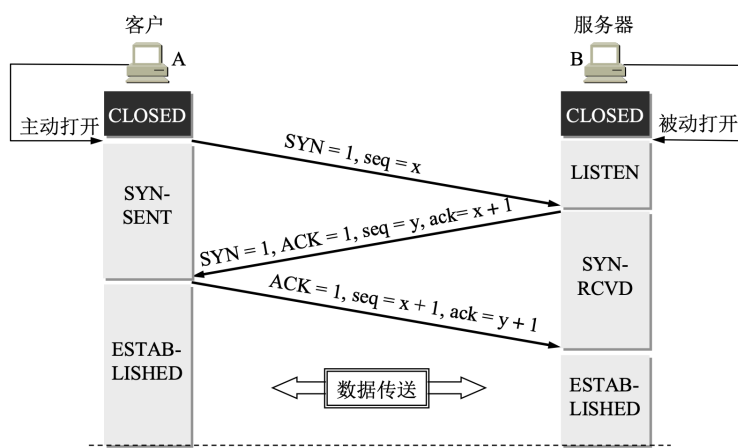 客户
服务器
A
B
CLOSED
CLOSED
主动打开
被动打开
SYN = 1, seq = x
LISTEN
SYN-
SENT
SYN = 1, ACK = 1, seq = y, ack= x + 1
SYN-
RCVD
ACK = 1, seq = x + 1, ack = y + 1
ESTAB-
LISHED
数据传送
ESTAB-
LISHED